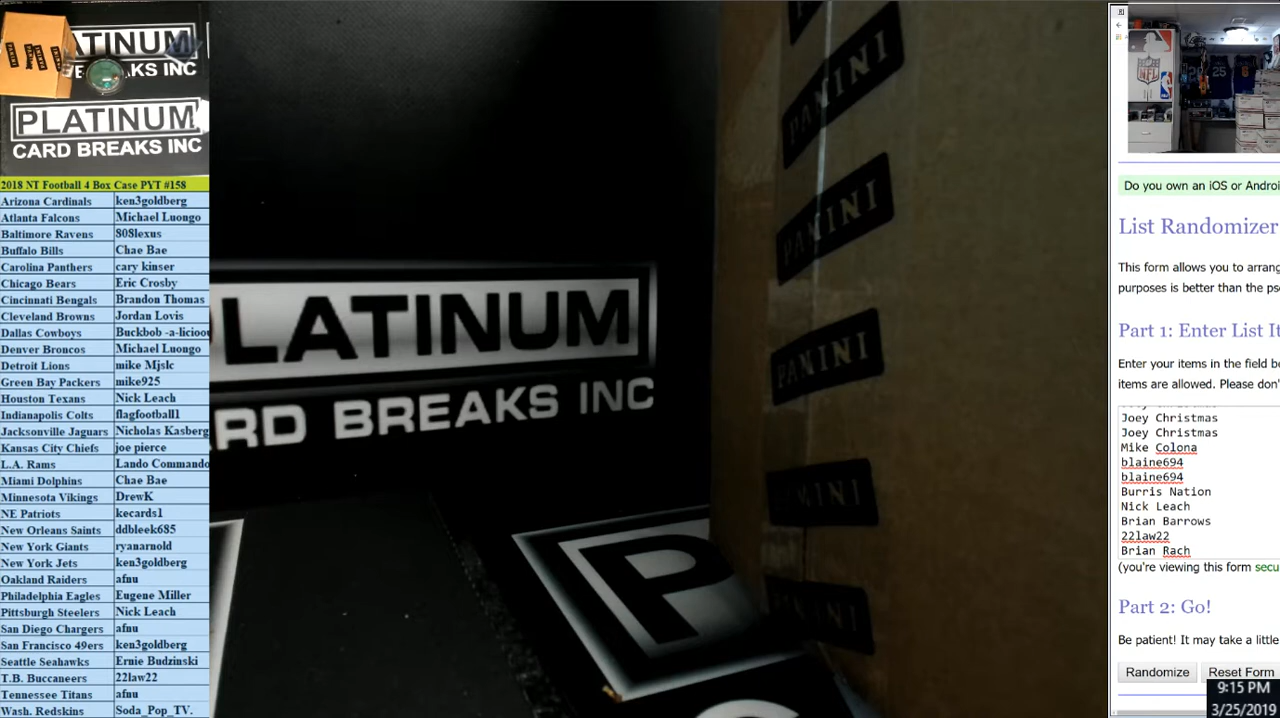 PLATINUM
CARD BREAKS INC
2018 NT Football 4 Box Case PYT #158
Arizona Cardinals ken3goldberg
Atlanta Falcons Michael Luongo
Baltimore Ravens 808lexus
Buffalo Bills Chae Bae
Carolina Panthers cary kinser
Chicago Bears Eric Crosby
Cincinnati Bengals Brandon Thomas
Cleveland Browns Jordan Lovis
Dallas Cowboys Buckbob -a-liciou
Denver Broncos Michael Luongo
Detroit Lions mike Mjslc
Green Bay Packers mike925
Houston Texans Nick Leach
Indianapolis Colts flagfootball1
Jacksonville Jaguars Nicholas Kasberg
Kansas City Chiefs joe pierce
L.A. Rams Lando Commando
Miami Dolphins Chae Bae
Minnesota Vikings DrewK
NE Patriots kecards1
New Orleans Saints ddbleek685
New York Giants ryanarnold
New York Jets ken3goldberg
Oakland Raiders afnu
Philadelphia Eagles Eugene Miller
Pittsburgh Steelers Nick Leach
San Diego Chargers afnu
San Francisco 49ers ken3goldberg
Seattle Seahawks Ernie Budzinski
T.B. Buccaneers 22law22
Tennessee Titans afnu
Wash. Redskins Soda_Pop_TV.
LATINUM
RD BREAKS INC
PANINI
PANINI
PANINI
NINI
P
NFL
25
6
Do you own an iOS or Androi
List Randomizer
This form allows you to arrang
purposes is better than the pse
Part 1: Enter List It
Enter your items in the field be
items are allowed. Please don'
Joey Christmas
Joey Christmas
Mike Colona
blaine694
blaine694
Burris Nation
Nick Leach
Brian Barrows
22law22
Brian Rach
(you're viewing this form secu
Part 2: Go!
Be patient! It may take a little
Randomize Reset Form
9:15 PM
3/25/2019